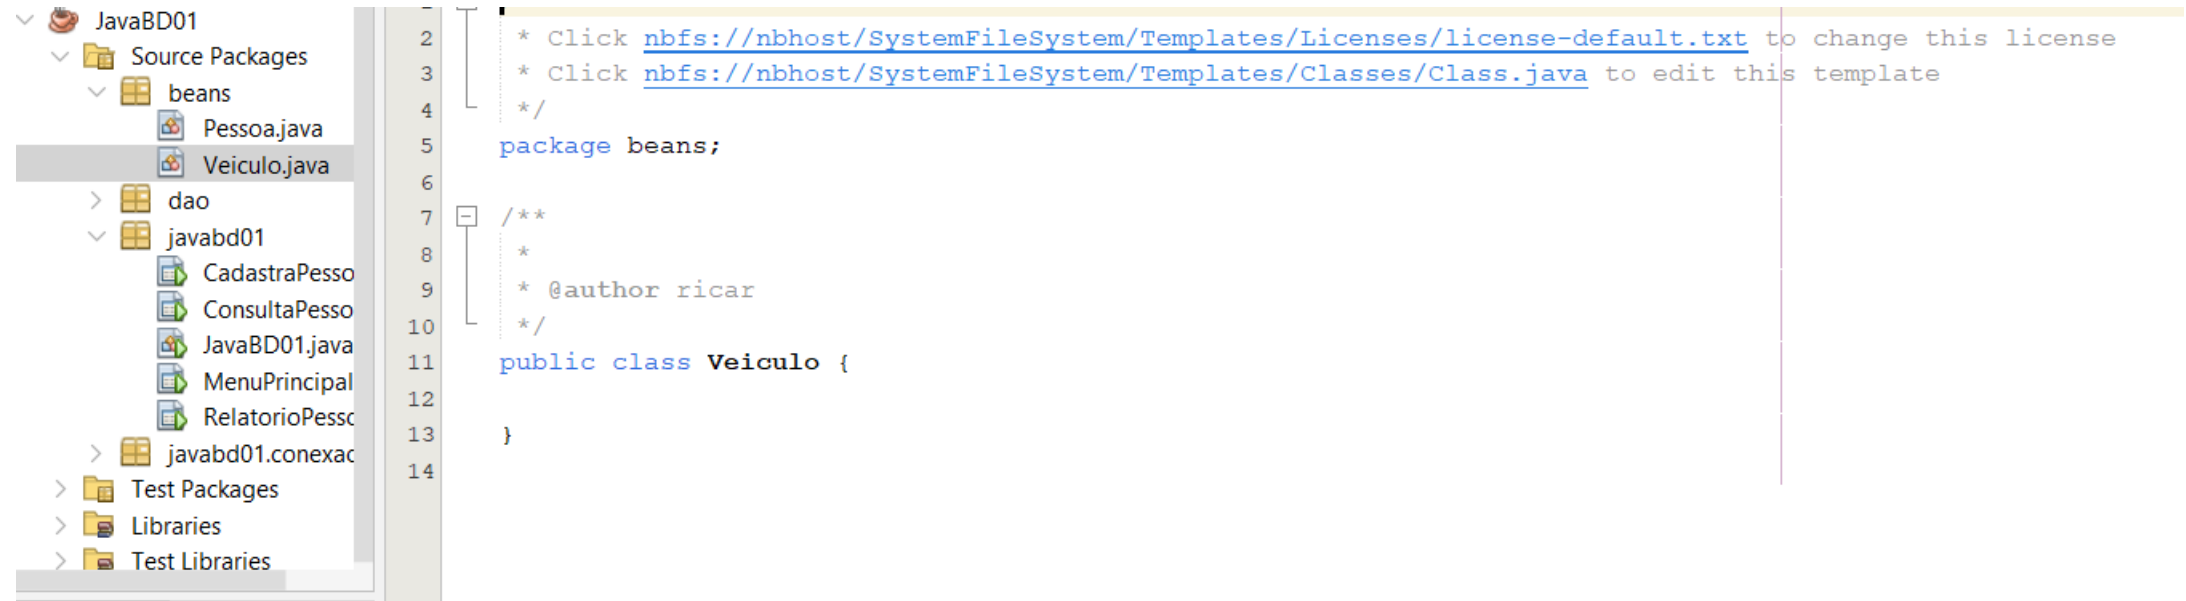 JavaBD01
Source Packages
beans
Pessoa.java
Veiculo.java
dao
javabd01
CadastraPesso
ConsultaPesso
JavaBD01.java
MenuPrincipal
RelatorioPessc
javabd01.conexac
Test Packages
Libraries
Test Libraries
2 * Click nbfs://nbhost/SystemFileSystem/Templates/Licenses/license-default.txt to change this license
3 * Click nbfs://nbhost/SystemFileSystem/Templates/Classes/Class.java to edit this template
4 */
5 package beans;
6
7 /**
8 *
9 * @author ricar
10 */
11 public class Veiculo {
12
13 }
14